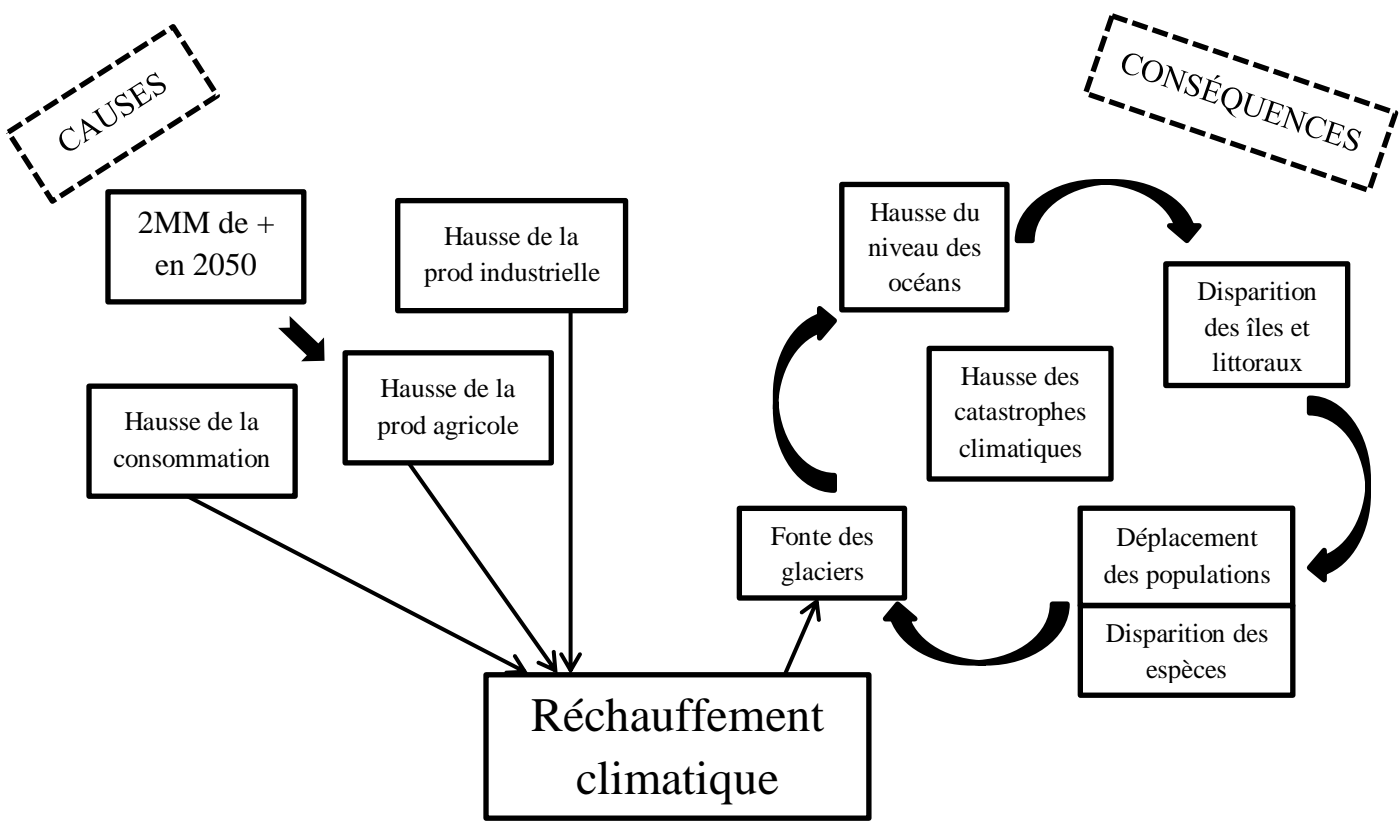 CAUSES
CONSÉQUENCES
2MM de +
en 2050
Hausse de la
prod industrielle
Hausse de la
consommation
Hausse de la
prod agricole
Hausse du
niveau des
océans
Disparition
des îles et
littoraux
Hausse des
catastrophes
climatiques
Fonte des
glaciers
Déplacement
des populations
Disparition des
espèces
Réchauffement
climatique